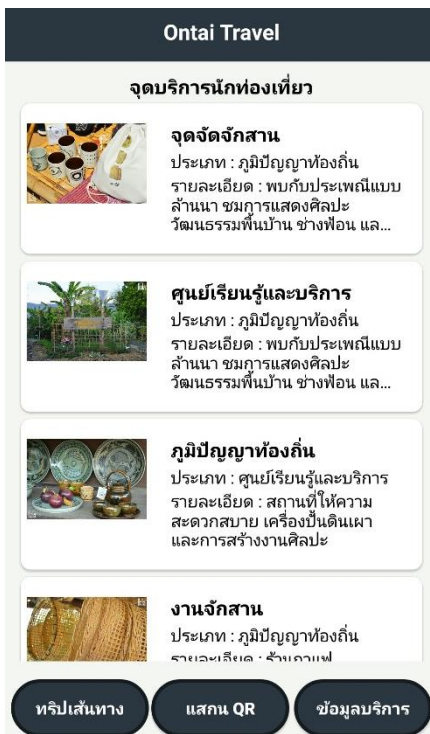 Ontai Travel
จุดบริการนักท่องเที่ยว
จุดจัดจักสาน
ประเภท : ภูมิปัญญาท้องถิ่น
รายละเอียด : พบกับประเพณีแบบ
ล้านนา ชมการแสดงศิลปะ
วัฒนธรรมพื้นบ้าน ช่างฟ้อน แล...
ศูนย์เรียนรู้และบริการ
ประเภท : ภูมิปัญญาท้องถิ่น
รายละเอียด : พบกับประเพณีแบบ
ล้านนา ชมการแสดงศิลปะ
วัฒนธรรมพื้นบ้าน ช่างฟ้อน แล...
ภูมิปัญญาท้องถิ่น
ประเภท : ศูนย์เรียนรู้และบริการ
รายละเอียด : สถานที่ให้ความ
สะดวกสบาย เครื่องปั้นดินเผา
และการสร้างงานศิลปะ
งานจักสาน
ประเภท : ภูมิปัญญาท้องถิ่น
รายละเอียด : ร้านกาแฟ
ทริปเส้นทาง
แสกน QR
ข้อมูลบริการ